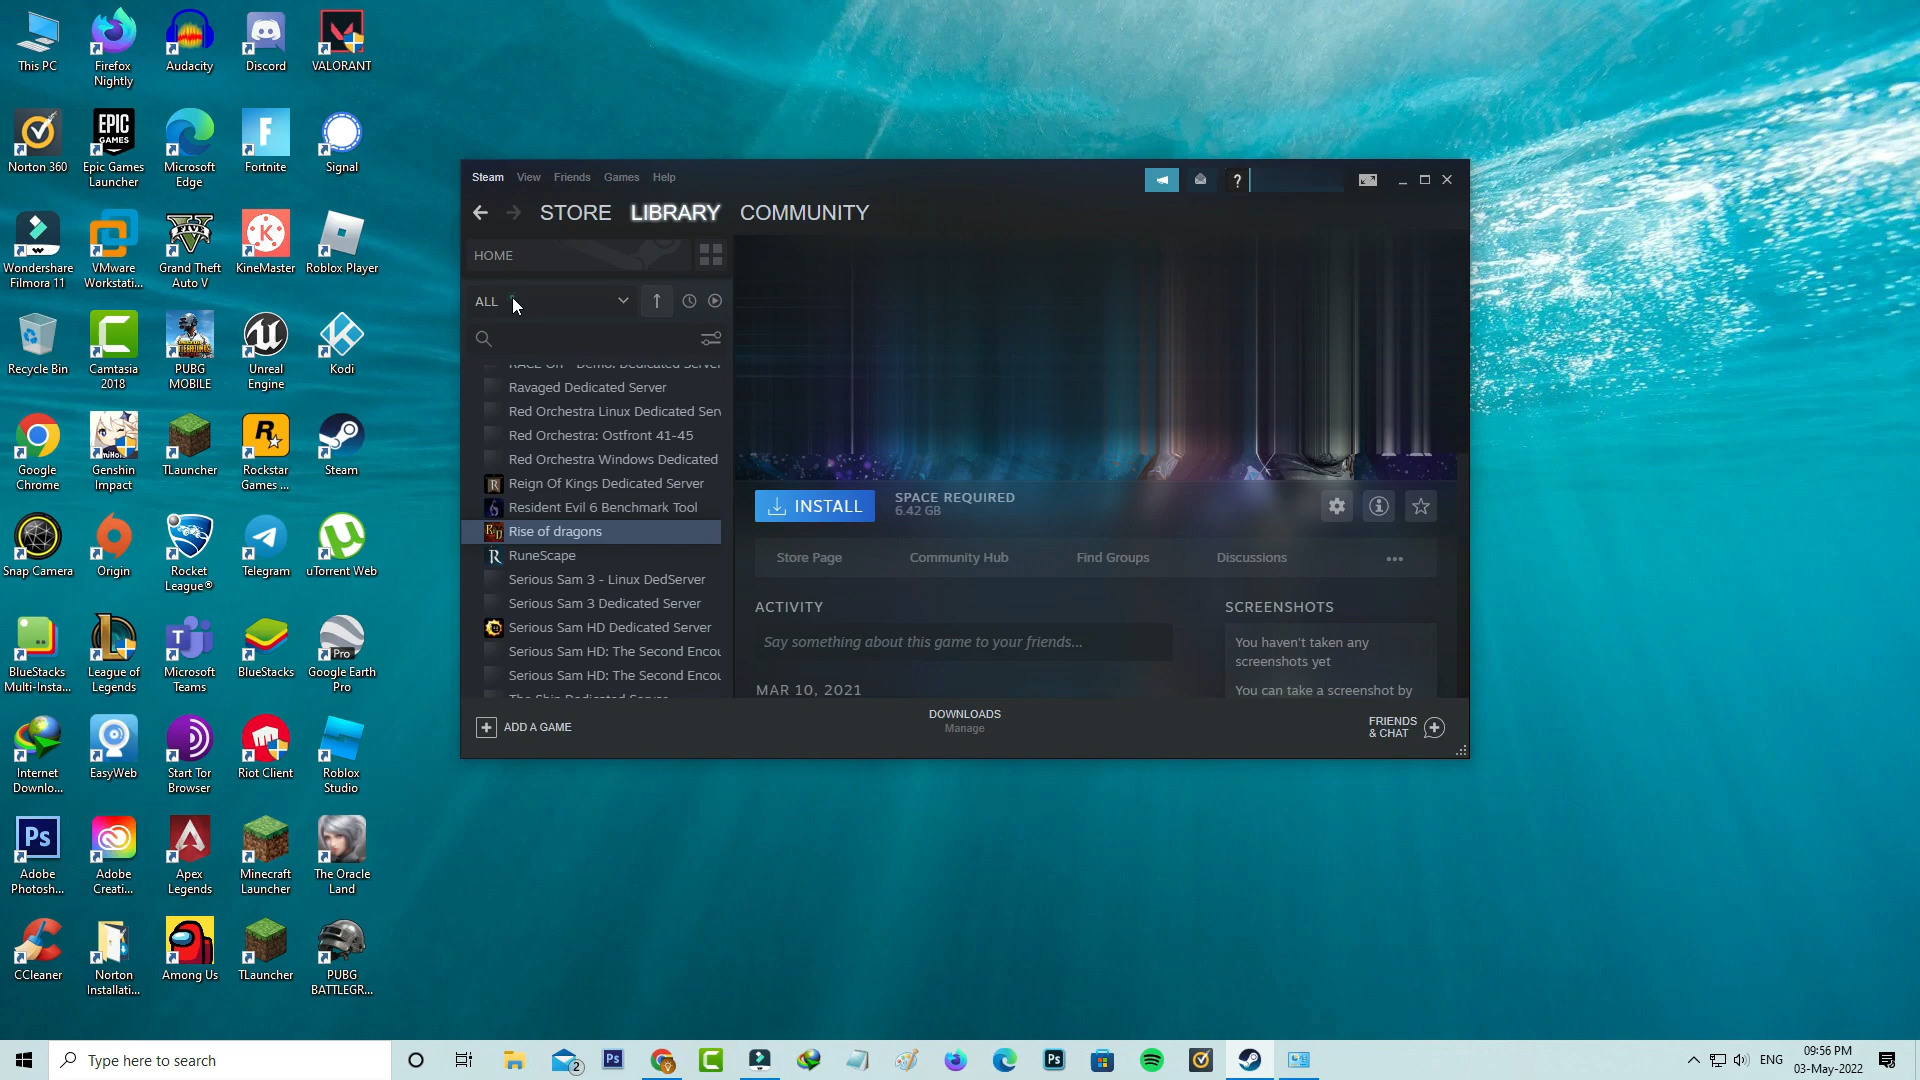 This PC
Firefox
Nightly
Audacity
Discord
VALORANT
Norton 360
EPIC
GAMES
Epic Games
Launcher
Microsoft
Edge
Fortnite
Signal
Wondershare
Filmora 11
VMware
Workstati...
FIVE
Grand Theft
Auto V
KineMaster
Roblox Player
Recycle Bin
Camtasia
2018
PUBG
MOBILE
Unreal
Engine
Kodi
Google
Chrome
Genshin
Impact
TLauncher
Rockstar
Games ...
Steam
Snap Camera
Origin
Rocket
League®
Telegram
uTorrent Web
BlueStacks
Multi-Insta...
League of
Legends
Microsoft
Teams
BlueStacks
Pro
Google Earth
Pro
Internet
Downlo...
EasyWeb
Start Tor
Browser
Riot Client
Roblox
Studio
Ps
Adobe
Photosh...
Adobe
Creati...
Apex
Legends
Minecraft
Launcher
The Oracle
Land
CCleaner
Norton
Installati...
Among Us
TLauncher
PUBG
BATTLEGR...
Steam View Friends Games Help
?
STORE LIBRARY COMMUNITY
HOME
ALL
Ravaged Dedicated Server
Red Orchestra Linux Dedicated Serv
Red Orchestra: Ostfront 41-45
Red Orchestra Windows Dedicated
Reign Of Kings Dedicated Server
Resident Evil 6 Benchmark Tool
Rise of dragons
RuneScape
Serious Sam 3 - Linux DedServer
Serious Sam 3 Dedicated Server
Serious Sam HD Dedicated Server
Serious Sam HD: The Second Encou
Serious Sam HD: The Second Encou
INSTALL
SPACE REQUIRED
6.42 GB
Store Page Community Hub Find Groups Discussions •••
ACTIVITY
Say something about this game to your friends...
MAR 10, 2021
SCREENSHOTS
You haven't taken any
screenshots yet
You can take a screenshot by
ADD A GAME
DOWNLOADS
Manage
FRIENDS
& CHAT
Type here to search
2
Ps
Ps
ENG
09:56 PM
03-May-2022